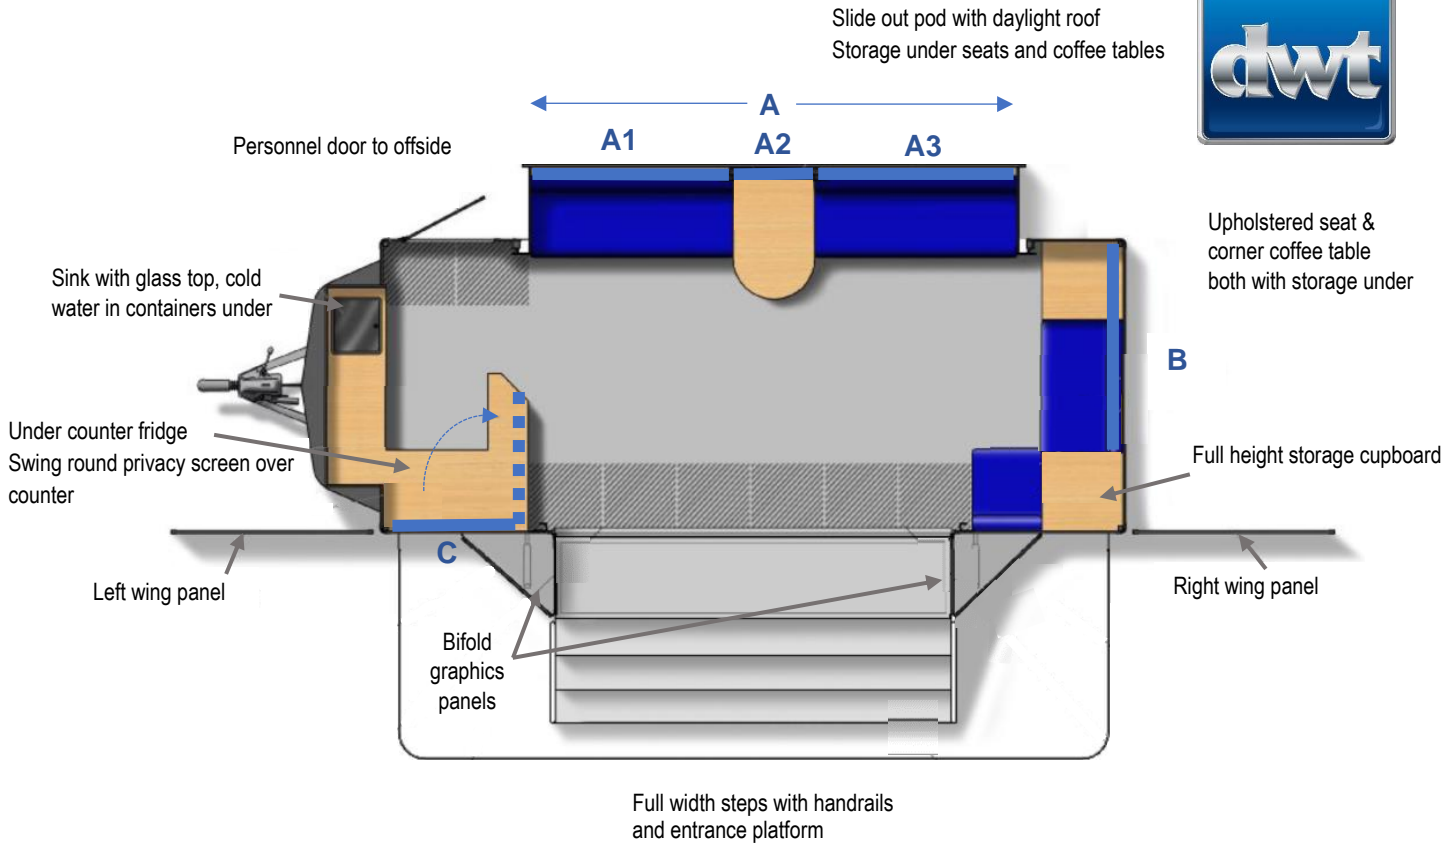 Slide out pod with daylight roof
Storage under seats and coffee tables
dwt
A
A1
A2
A3
Personnel door to offside
Upholstered seat &
corner coffee table
both with storage under
Sink with glass top, cold
water in containers under
B
Under counter fridge
Swing round privacy screen over
counter
Full height storage cupboard
C
Left wing panel
Right wing panel
Bifold
graphics
panels
Full width steps with handrails
and entrance platform